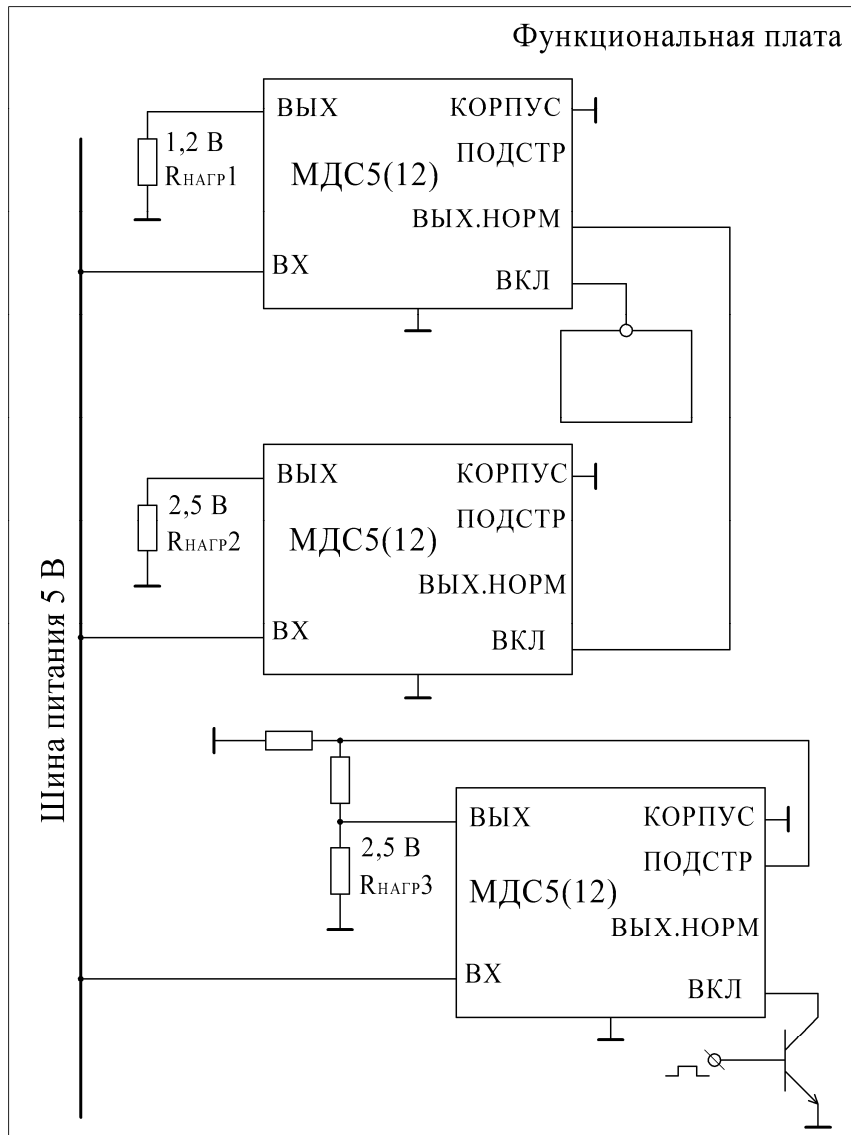 Функциональная плата
ВЫХ
КОРПУС
1,2 В
RНАГР1
ПОДСТР
МДС5(12)
ВЫХ.НОРМ
ВХ
ВКЛ
ВЫХ
КОРПУС
2,5 В
RНАГР2
ПОДСТР
МДС5(12)
ВЫХ.НОРМ
ВХ
ВКЛ
Шина питания 5 В
ВЫХ
КОРПУС
2,5 В
RНАГР3
ПОДСТР
МДС5(12)
ВЫХ.НОРМ
ВХ
ВКЛ